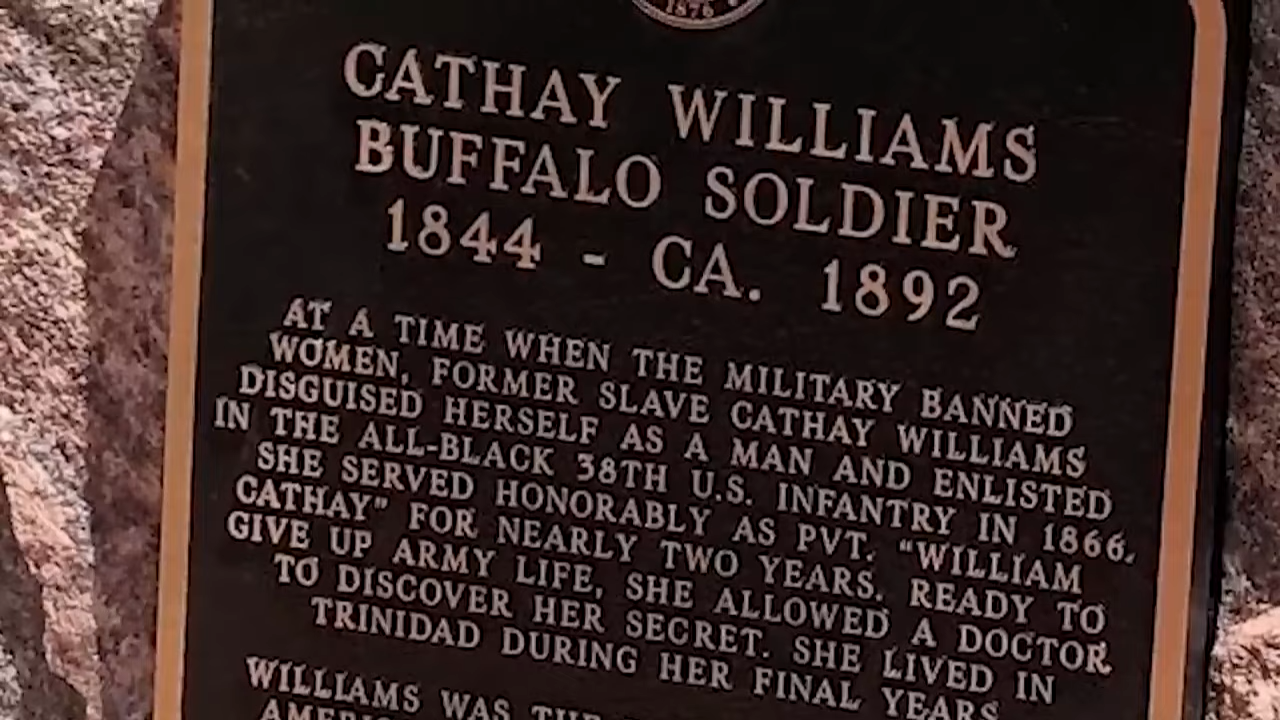 1876
CATHAY WILLIAMS
BUFFALO SOLDIER
1844 - CA. 1892
AT A TIME WHEN THE MILITARY BANNED
WOMEN, FORMER SLAVE CATHAY WILLIAMS
DISGUISED HERSELF AS A MAN AND ENLISTED
IN THE ALL-BLACK 38TH U.S. INFANTRY IN 1866.
SHE SERVED HONORABLY AS PVT. "WILLIAM
CATHAY" FOR NEARLY TWO YEARS. READY TO
GIVE UP ARMY LIFE, SHE ALLOWED A DOCTOR
TO DISCOVER HER SECRET. SHE LIVED IN
TRINIDAD DURING HER FINAL YEARS
WILLIAMS WAS THE